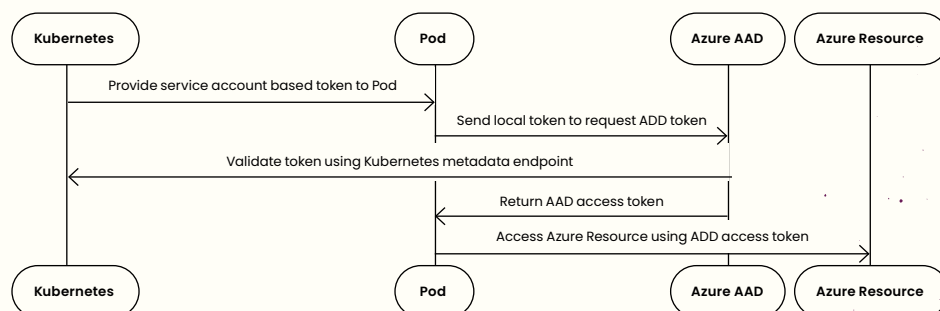 Kubernetes
Pod
Azure AAD
Azure Resource
Provide service account based token to Pod
Send local token to request ADD token
Validate token using Kubernetes metadata endpoint
Return AAD access token
Access Azure Resource using ADD access token
Kubernetes
Pod
Azure AAD
Azure Resource